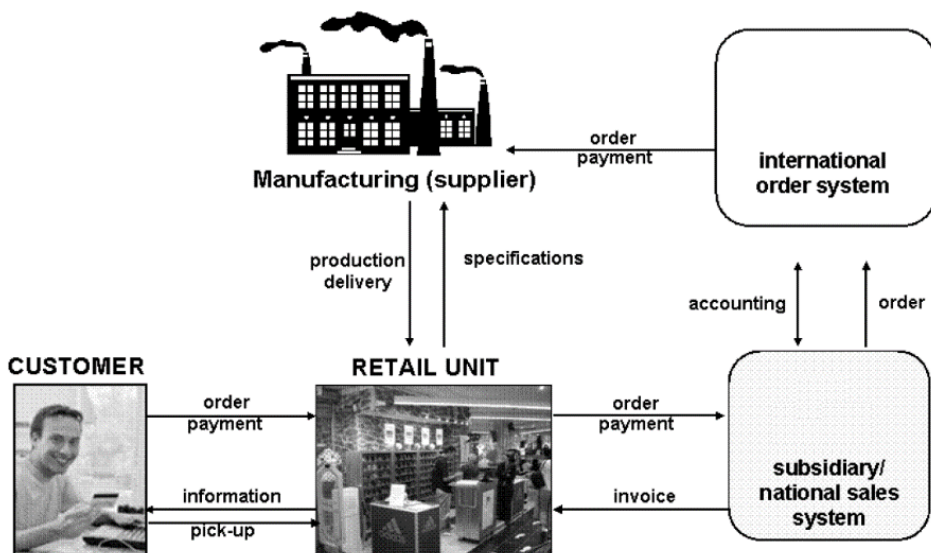 order
payment
international
order system
Manufacturing (supplier)
production
delivery
specifications
accounting
order
CUSTOMER
RETAIL UNIT
order
payment
order
payment
information
pick-up
invoice
subsidiary/
national sales
system